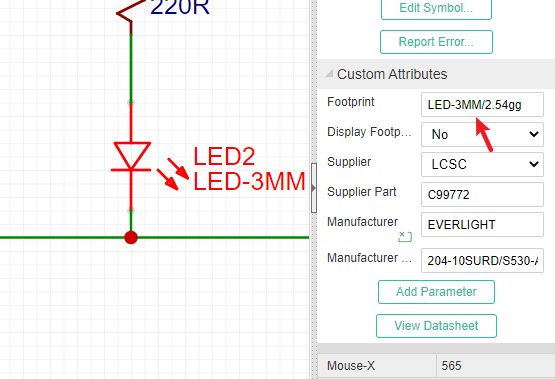 220R
LED2
LED-3MM
Edit Symbol...
Report Error...
Custom Attributes
Footprint
LED-3MM/2.54gg
Display Footp...
No
Supplier
LCSC
Supplier Part
C99772
Manufacturer
EVERLIGHT
Manufacturer ...
204-10SURD/S530-A
Add Parameter
View Datasheet
Mouse-X
565